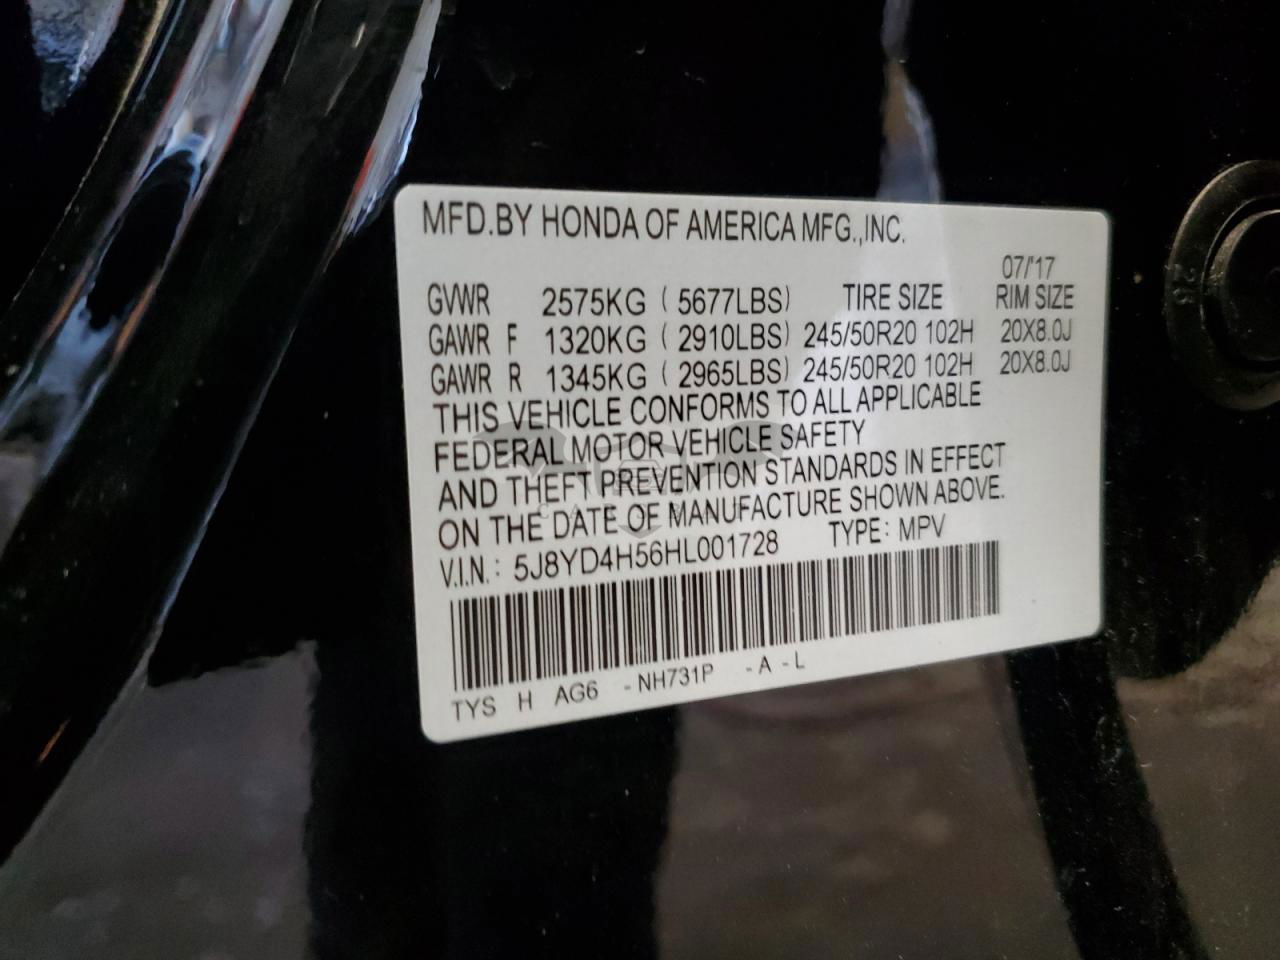 MFD.BY HONDA OF AMERICA MFG.,INC.
07/'17
GVWR 2575KG ( 5677LBS) TIRE SIZE RIM SIZE
GAWR F 1320KG ( 2910LBS) 245/50R20 102H 20X8.0J
GAWR R 1345KG ( 2965LBS) 245/50R20 102H 20X8.0J
THIS VEHICLE CONFORMS TO ALL APPLICABLE
FEDERAL MOTOR VEHICLE SAFETY
AND THEFT PREVENTION STANDARDS IN EFFECT
ON THE DATE OF MANUFACTURE SHOWN ABOVE.
V.I.N.: 5J8YD4H56HL001728 TYPE: MPV
TYS H AG6 -NH731P -A -L
25